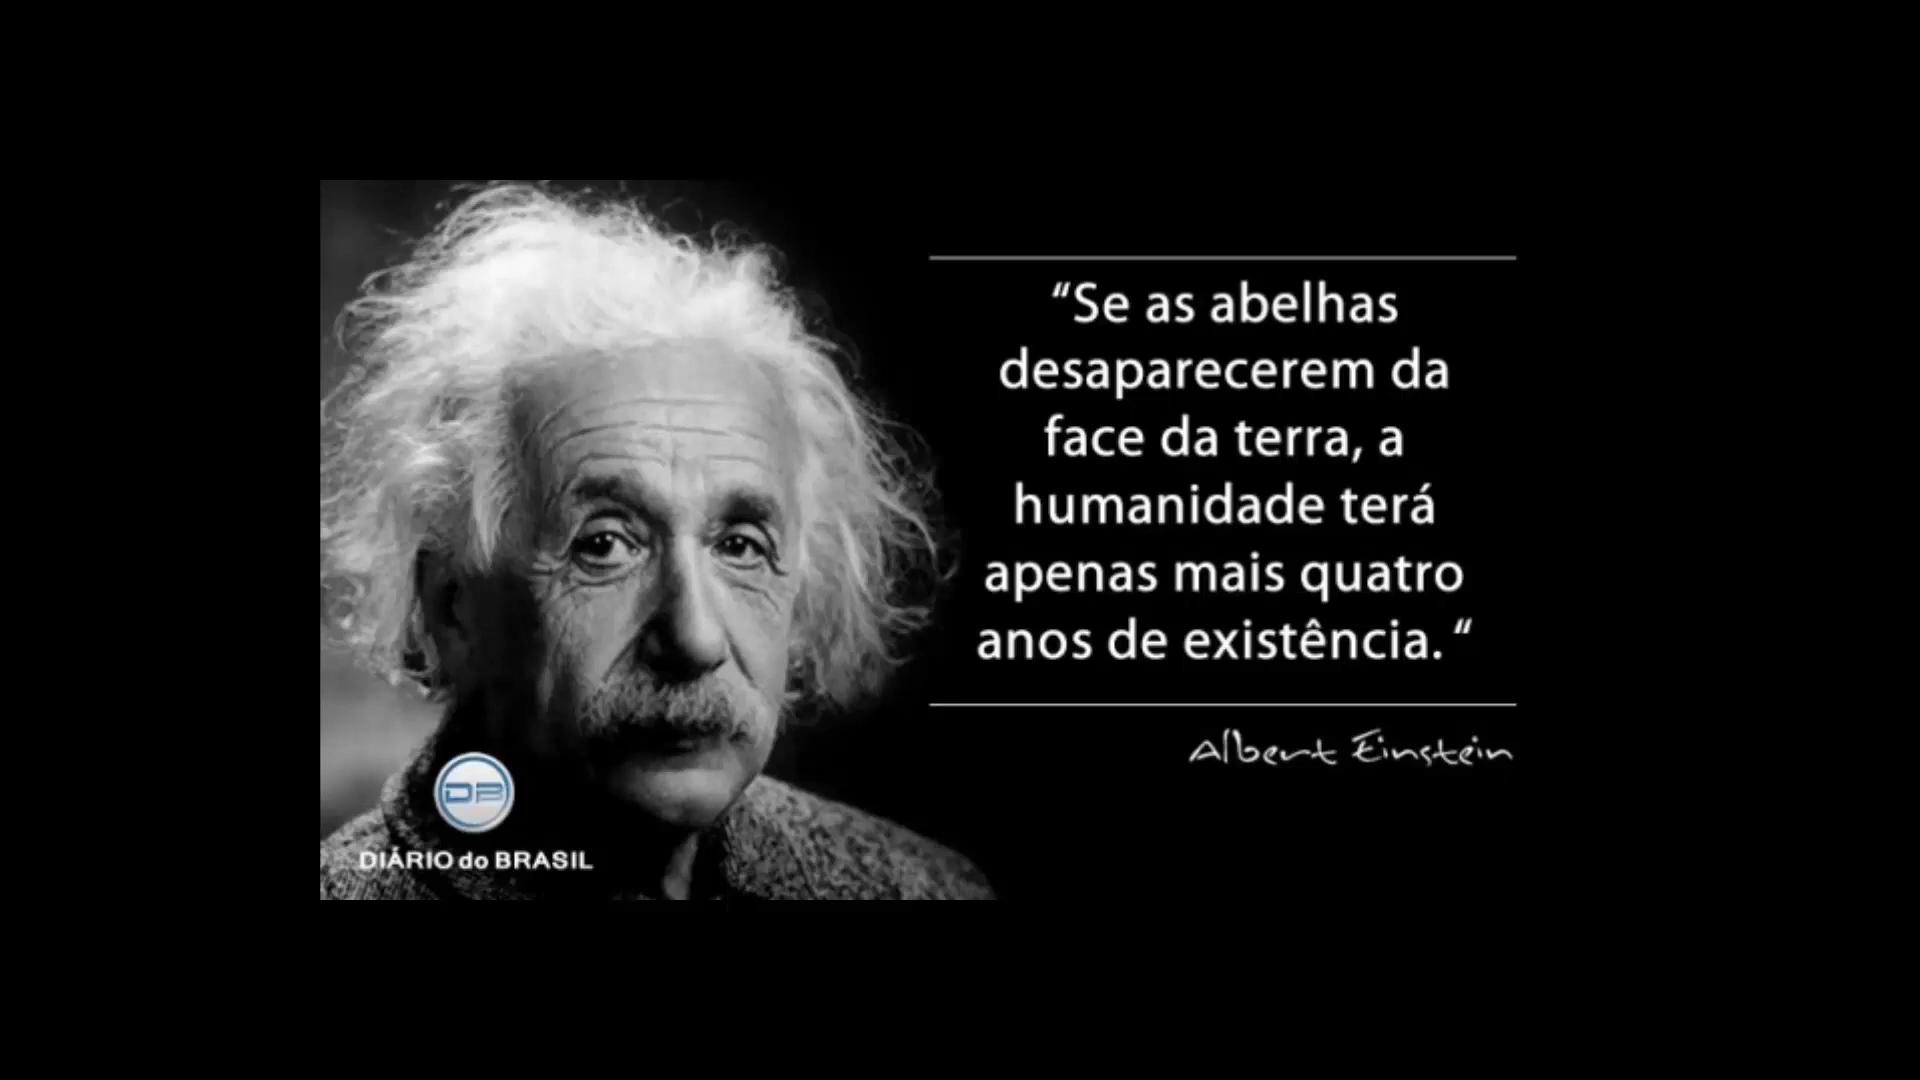 “Se as abelhas
desaparecerem da
face da terra, a
humanidade terá
apenas mais quatro
anos de existência. “
Albert Einstein
DB
DIÁRIO do BRASIL